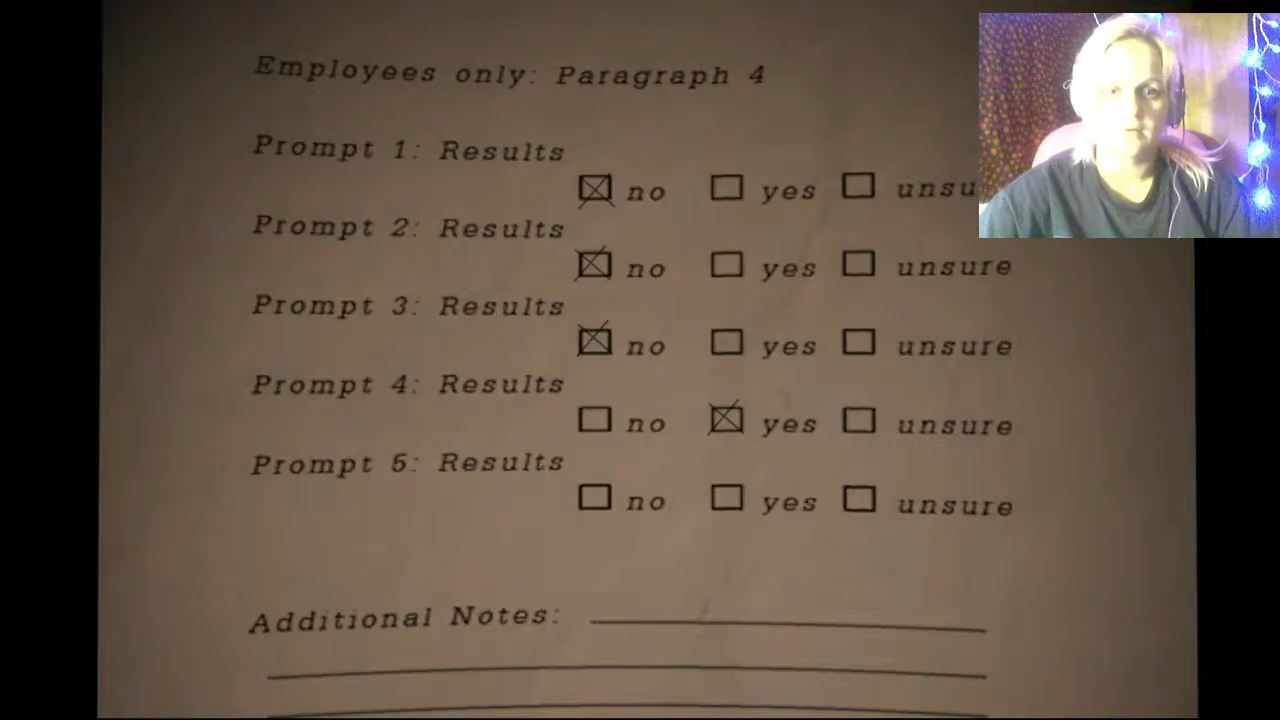 Employees only: Paragraph 4
Prompt 1: Results
no yes unsu
Prompt 2: Results
no yes unsure
Prompt 3: Results
no yes unsure
Prompt 4: Results
no yes unsure
Prompt 5: Results
no yes unsure
Additional Notes: